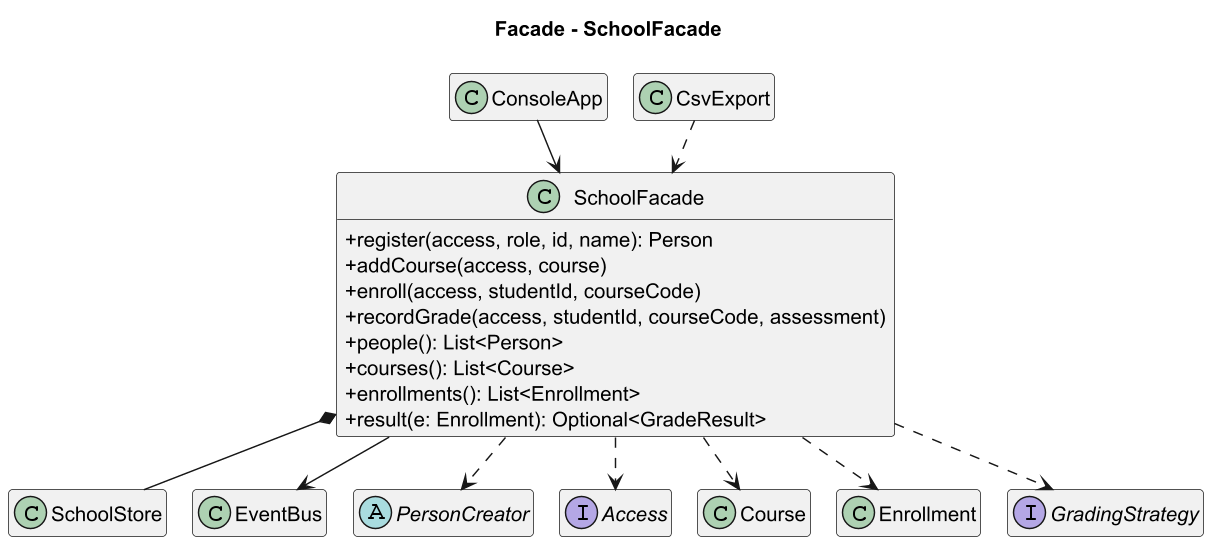 Facade - SchoolFacade
C ConsoleApp
C CsvExport
C SchoolFacade
+register(access, role, id, name): Person
+addCourse(access, course)
+enroll(access, studentId, courseCode)
+recordGrade(access, studentId, courseCode, assessment)
+people(): List<Person>
+courses(): List<Course>
+enrollments(): List<Enrollment>
+result(e: Enrollment): Optional<GradeResult>
C SchoolStore
C EventBus
A PersonCreator
I Access
C Course
C Enrollment
I GradingStrategy